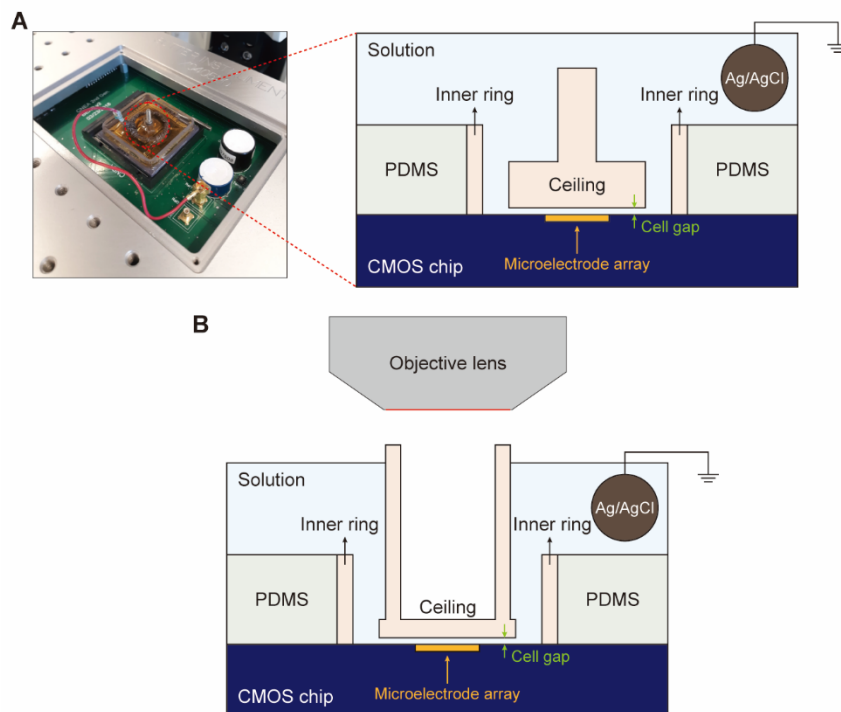 A
Solution
Ag/AgCl
Inner ring
Inner ring
PDMS
Ceiling
PDMS
Cell gap
Microelectrode array
CMOS chip
B
Objective lens
Solution
Ag/AgCl
Inner ring
Inner ring
PDMS
Ceiling
PDMS
Cell gap
Microelectrode array
CMOS chip